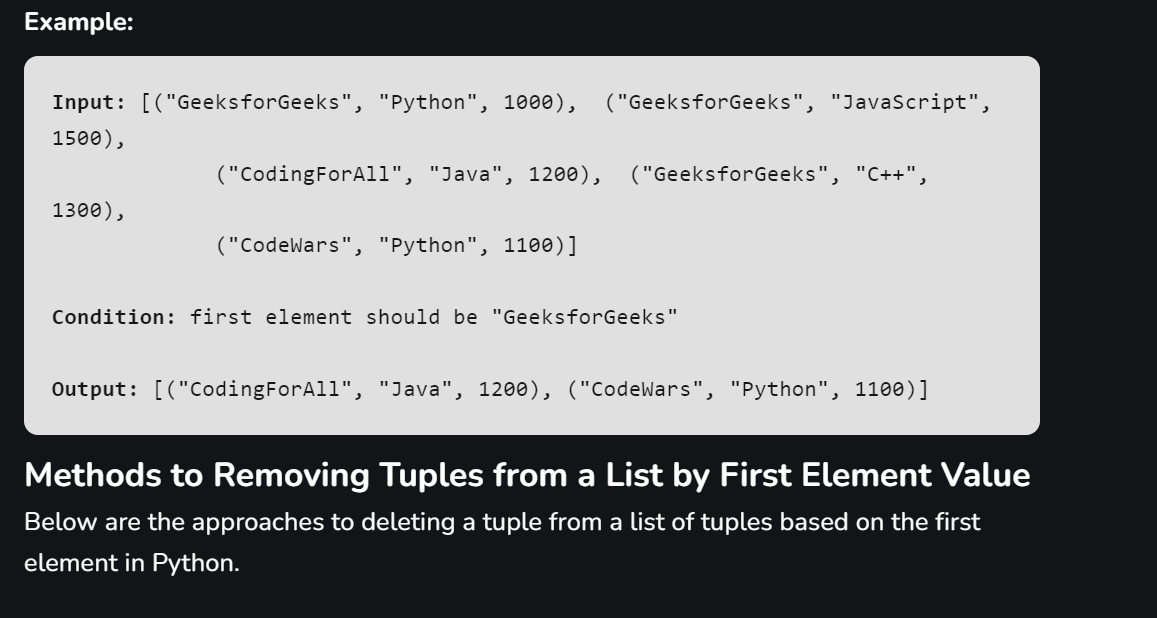 Example:
Input: [("GeeksforGeeks", "Python", 1000),  ("GeeksforGeeks", "JavaScript",
1500),
("CodingForAll", "Java", 1200),  ("GeeksforGeeks", "C++",
1300),
("CodeWars", "Python", 1100)]
Condition: first element should be "GeeksforGeeks"
Output: [("CodingForAll", "Java", 1200), ("CodeWars", "Python", 1100)]
Methods to Removing Tuples from a List by First Element Value
Below are the approaches to deleting a tuple from a list of tuples based on the first
element in Python.